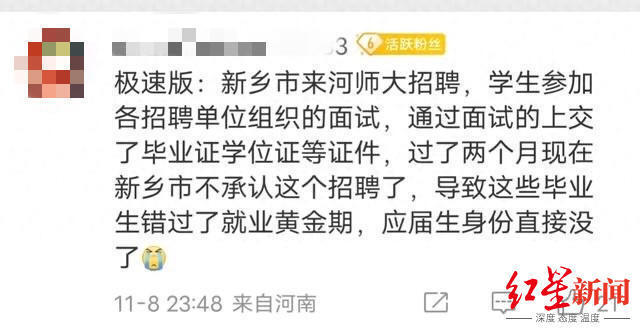 3 6 活跃粉丝
极速版：新乡市来河师大招聘，学生参加
各招聘单位组织的面试，通过面试的上交
了毕业证学位证等证件，过了两个月现在
新乡市不承认这个招聘了，导致这些毕业
生错过了就业黄金期，应届生身份直接没
了
红星新闻
深度 态度 温度
11-8 23:48 来自河南 21